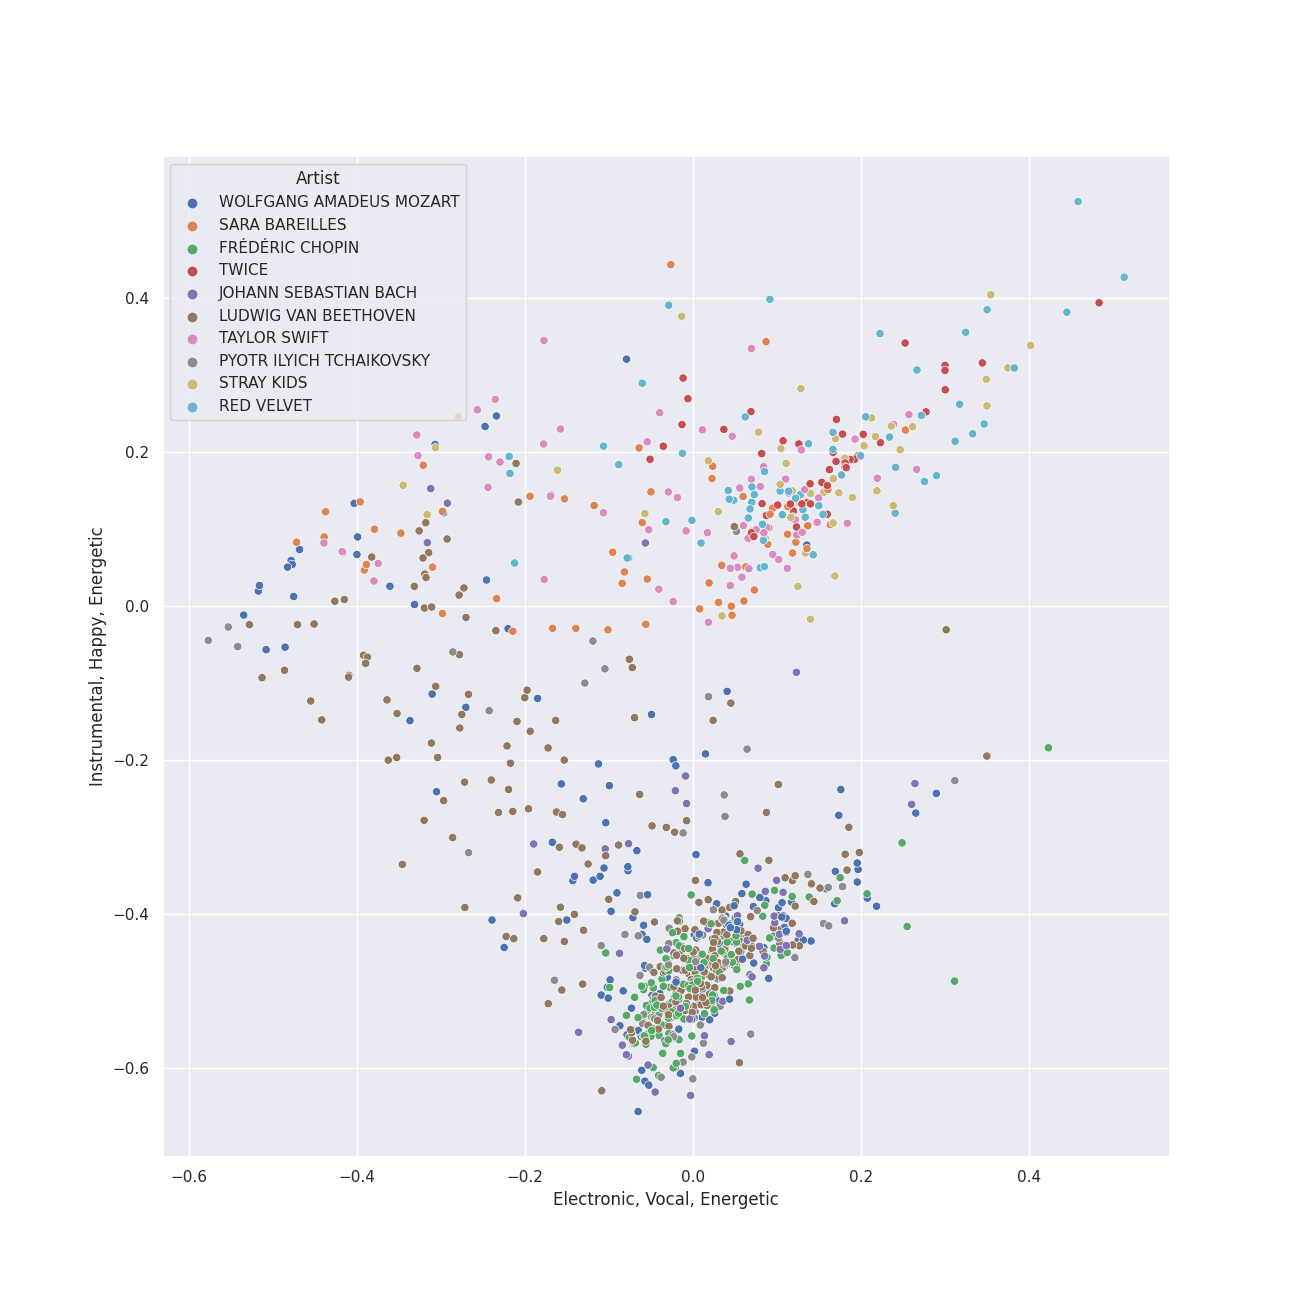 Artist
WOLFGANG AMADEUS MOZART
SARA BAREILLES
FRÉDÉRIC CHOPIN
TWICE
JOHANN SEBASTIAN BACH
LUDWIG VAN BEETHOVEN
TAYLOR SWIFT
PYOTR ILYICH TCHAIKOVSKY
STRAY KIDS
RED VELVET
Instrumental, Happy, Energetic
0.4
0.2
0.0
−0.2
−0.4
−0.6
−0.6 −0.4 −0.2 0.0 0.2 0.4
Electronic, Vocal, Energetic